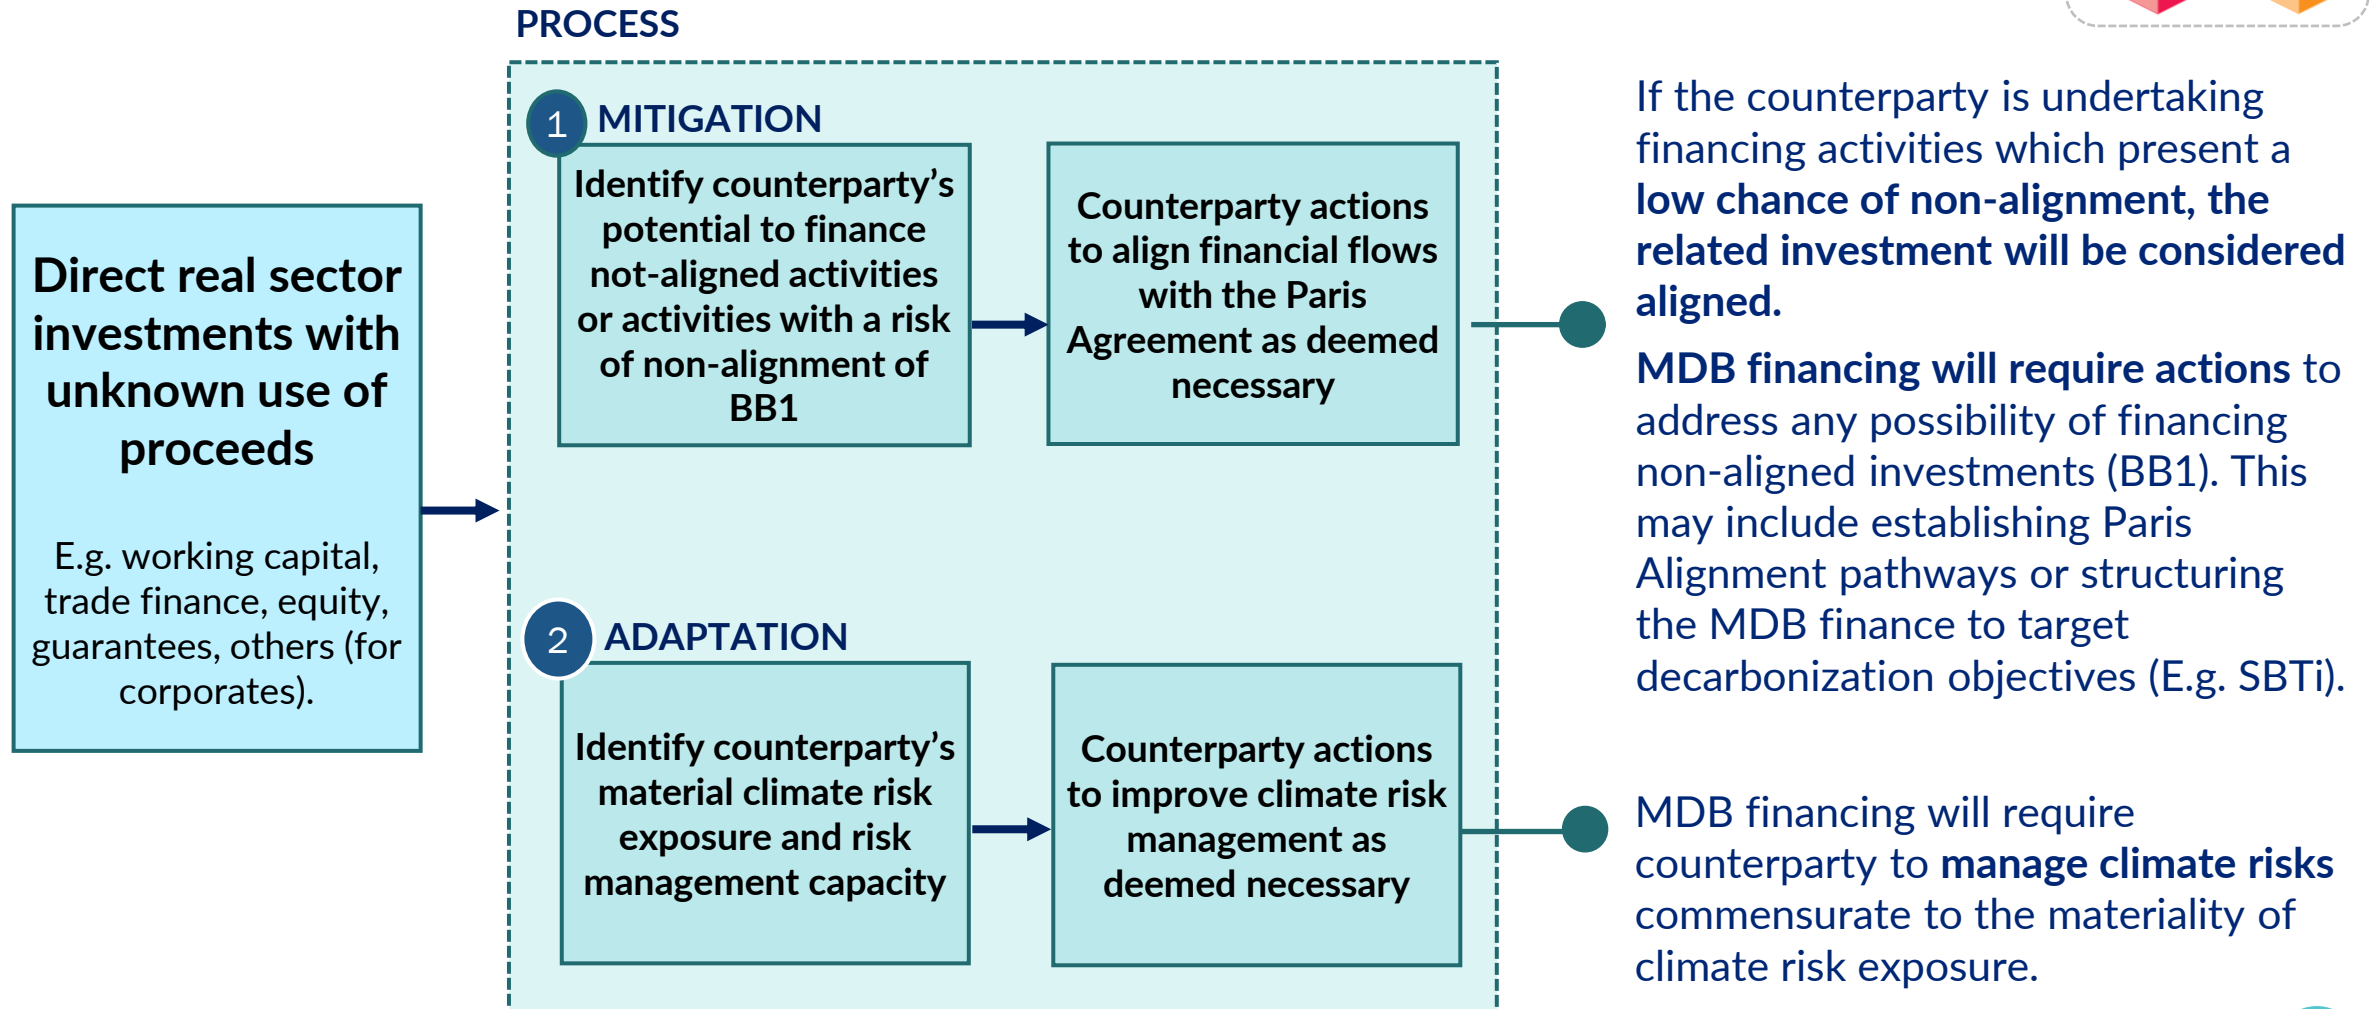 PROCESS
Direct real sector
investments with
unknown use of
proceeds
E.g. working capital,
trade finance, equity,
guarantees, others (for
corporates).
1
MITIGATION
Identify counterparty’s
potential to finance
not-aligned activities
or activities with a risk
of non-alignment of
BB1
Counterparty actions
to align financial flows
with the Paris
Agreement as deemed
necessary
2
ADAPTATION
Identify counterparty’s
material climate risk
exposure and risk
management capacity
Counterparty actions
to improve climate risk
management as
deemed necessary
If the counterparty is undertaking
financing activities which present a
low chance of non-alignment, the
related investment will be considered
aligned.
MDB financing will require actions to
address any possibility of financing
non-aligned investments (BB1). This
may include establishing Paris
Alignment pathways or structuring
the MDB finance to target
decarbonization objectives (E.g. SBTi).
MDB financing will require
counterparty to manage climate risks
commensurate to the materiality of
climate risk exposure.